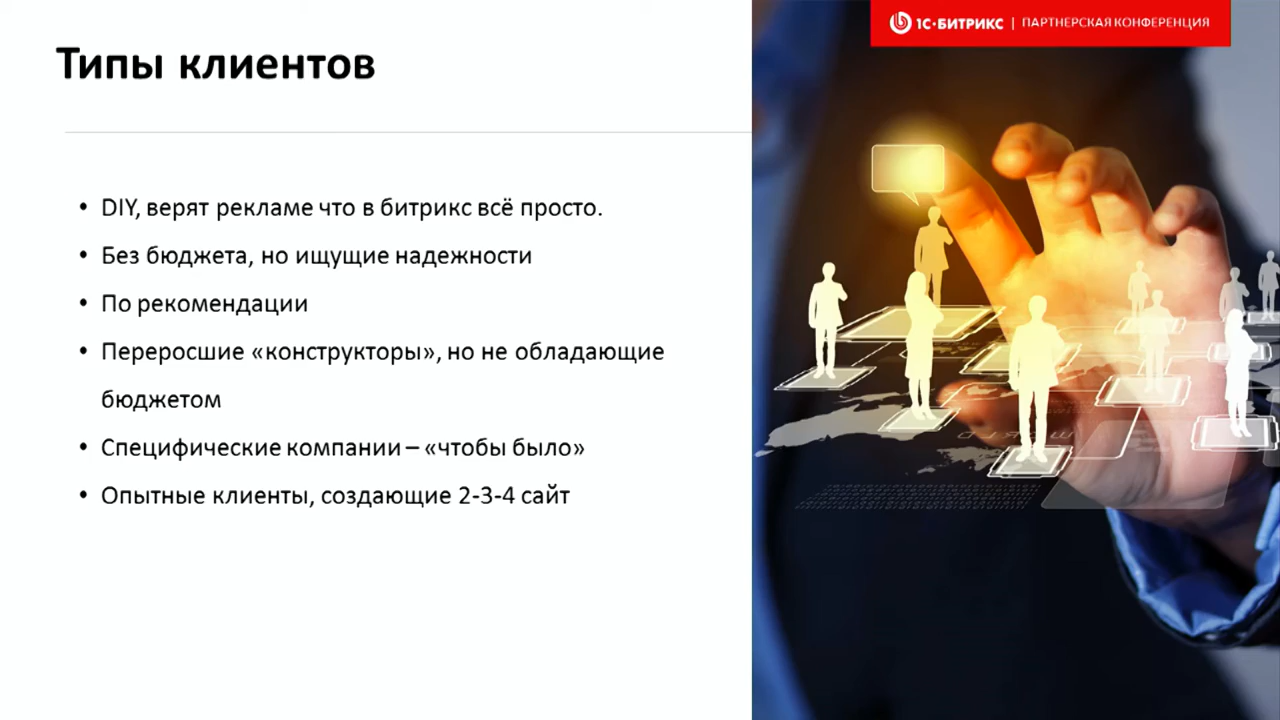 1С·БИТРИКС | ПАРТНЕРСКАЯ КОНФЕРЕНЦИЯ
Типы клиентов
• DIY, верят рекламе что в битрикс всё просто.
• Без бюджета, но ищущие надежности
• По рекомендации
• Переросшие «конструкторы», но не обладающие
бюджетом
• Специфические компании – «чтобы было»
• Опытные клиенты, создающие 2-3-4 сайт